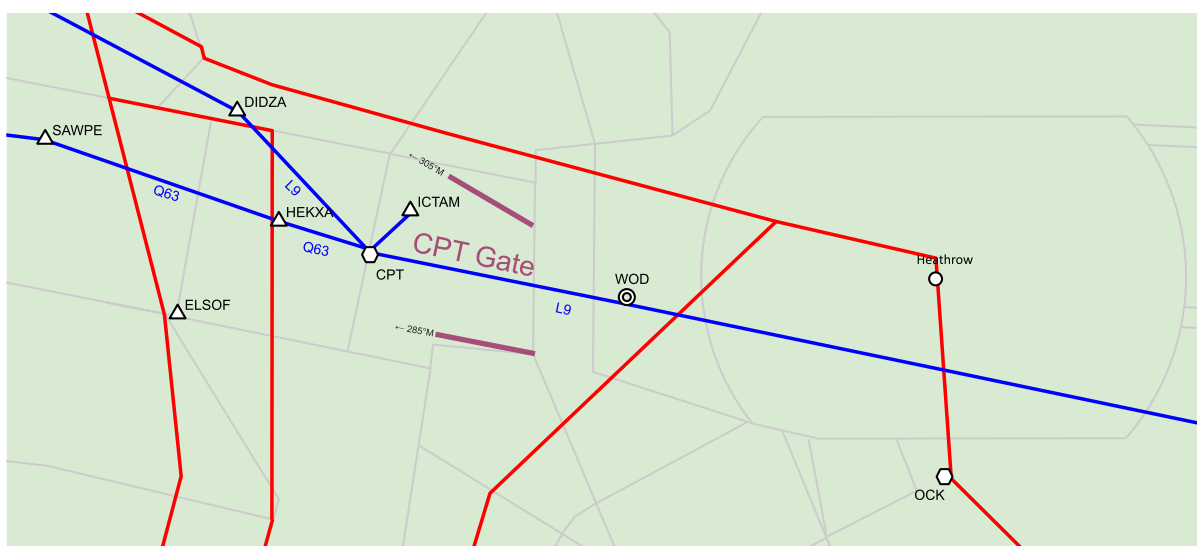 DIDZA
SAWPE
← 305°M
Q63
L9
ICTAM
HEKXA
Q63
CPT Gate
CPT
Heathrow
WOD
L9
ELSOF
← 285°M
OCK